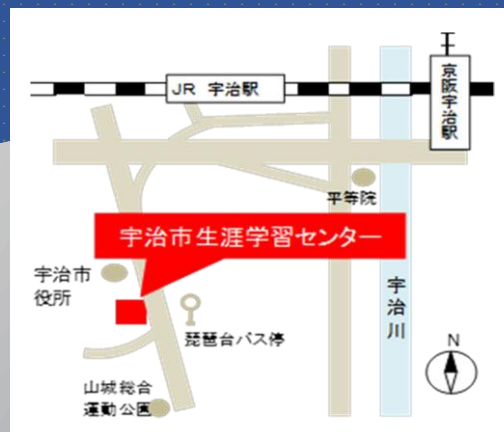 JR 宇治駅
京阪宇治駅
平等院
宇治市生涯学習センター
宇治市
役所
宇治川
琵琶台バス停
N
山城総合
運動公園